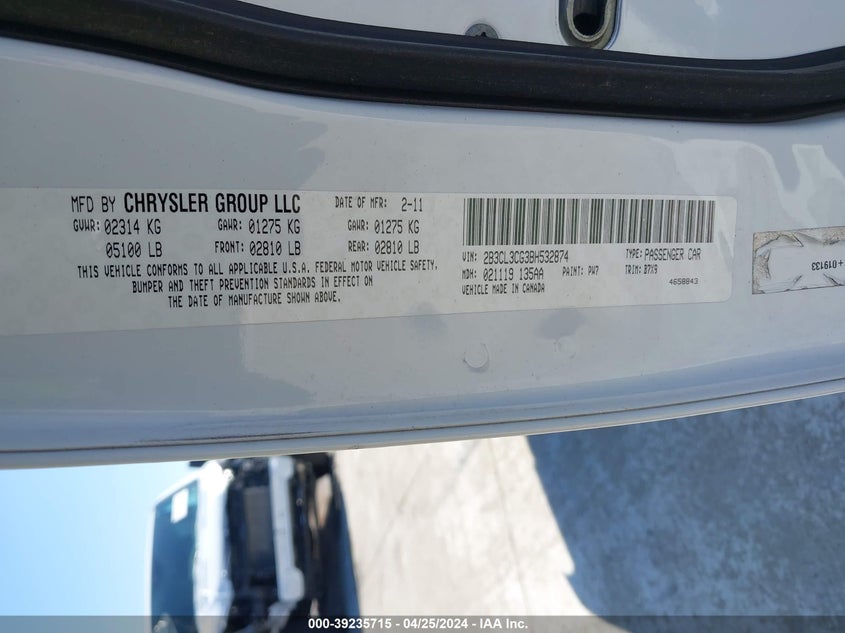 MFD BY CHRYSLER GROUP LLC DATE OF MFR: 2-11
GVWR: 02314 KG GAWR: 01275 KG GAWR: 01275 KG
05100 LB FRONT: 02810 LB REAR: 02810 LB
THIS VEHICLE CONFORMS TO ALL APPLICABLE U.S.A. FEDERAL MOTOR VEHICLE SAFETY,
BUMPER AND THEFT PREVENTION STANDARDS IN EFFECT ON
THE DATE OF MANUFACTURE SHOWN ABOVE.
VIN: 2B3CL3CG3BH532874 TYPE: PASSENGER CAR
MDH: 021119 135AA PAINT: PW7 TRIM: B7X9
VEHICLE MADE IN CANADA 4658843
+ 019133
000-39235715 - 04/25/2024 - IAA Inc.